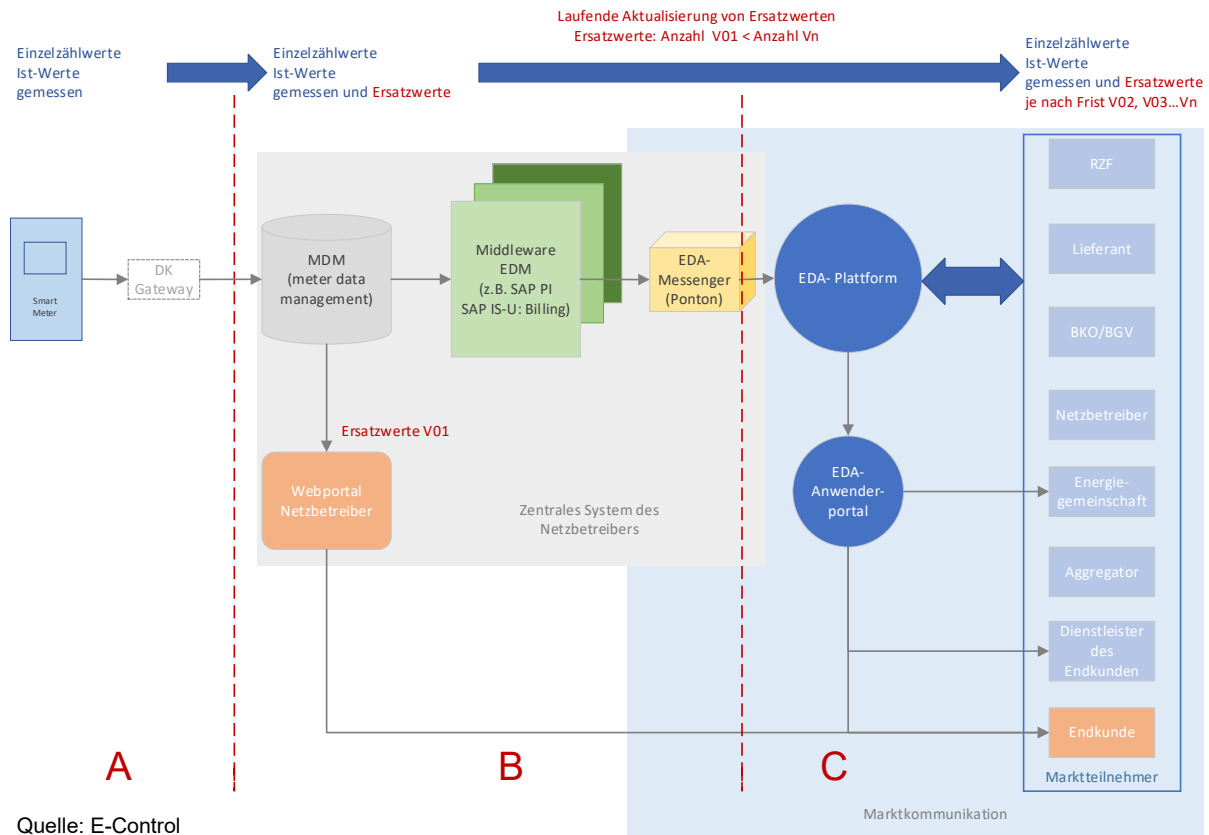 Laufende Aktualisierung von Ersatzwerten
Ersatzwerte: Anzahl V01 < Anzahl Vn
Einzelzählwerte
Ist-Werte
gemessen
Einzelzählwerte
Ist-Werte
gemessen und Ersatzwerte
Einzelzählwerte
Ist-Werte
gemessen und Ersatzwerte
je nach Frist V02, V03...Vn
Smart
Meter
DK
Gateway
MDM
(meter data
management)
Middleware
EDM
(z.B. SAP PI
SAP IS-U: Billing)
EDA-
Messenger
(Ponton)
EDA- Plattform
RZF
Lieferant
BKO/BGV
Netzbetreiber
Energie-
gemeinschaft
Aggregator
Dienstleister
des
Endkunden
Endkunde
Marktteilnehmer
Ersatzwerte V01
Webportal
Netzbetreiber
Zentrales System des
Netzbetreibers
EDA-
Anwender-
portal
A
B
C
Marktkommunikation
Quelle: E-Control